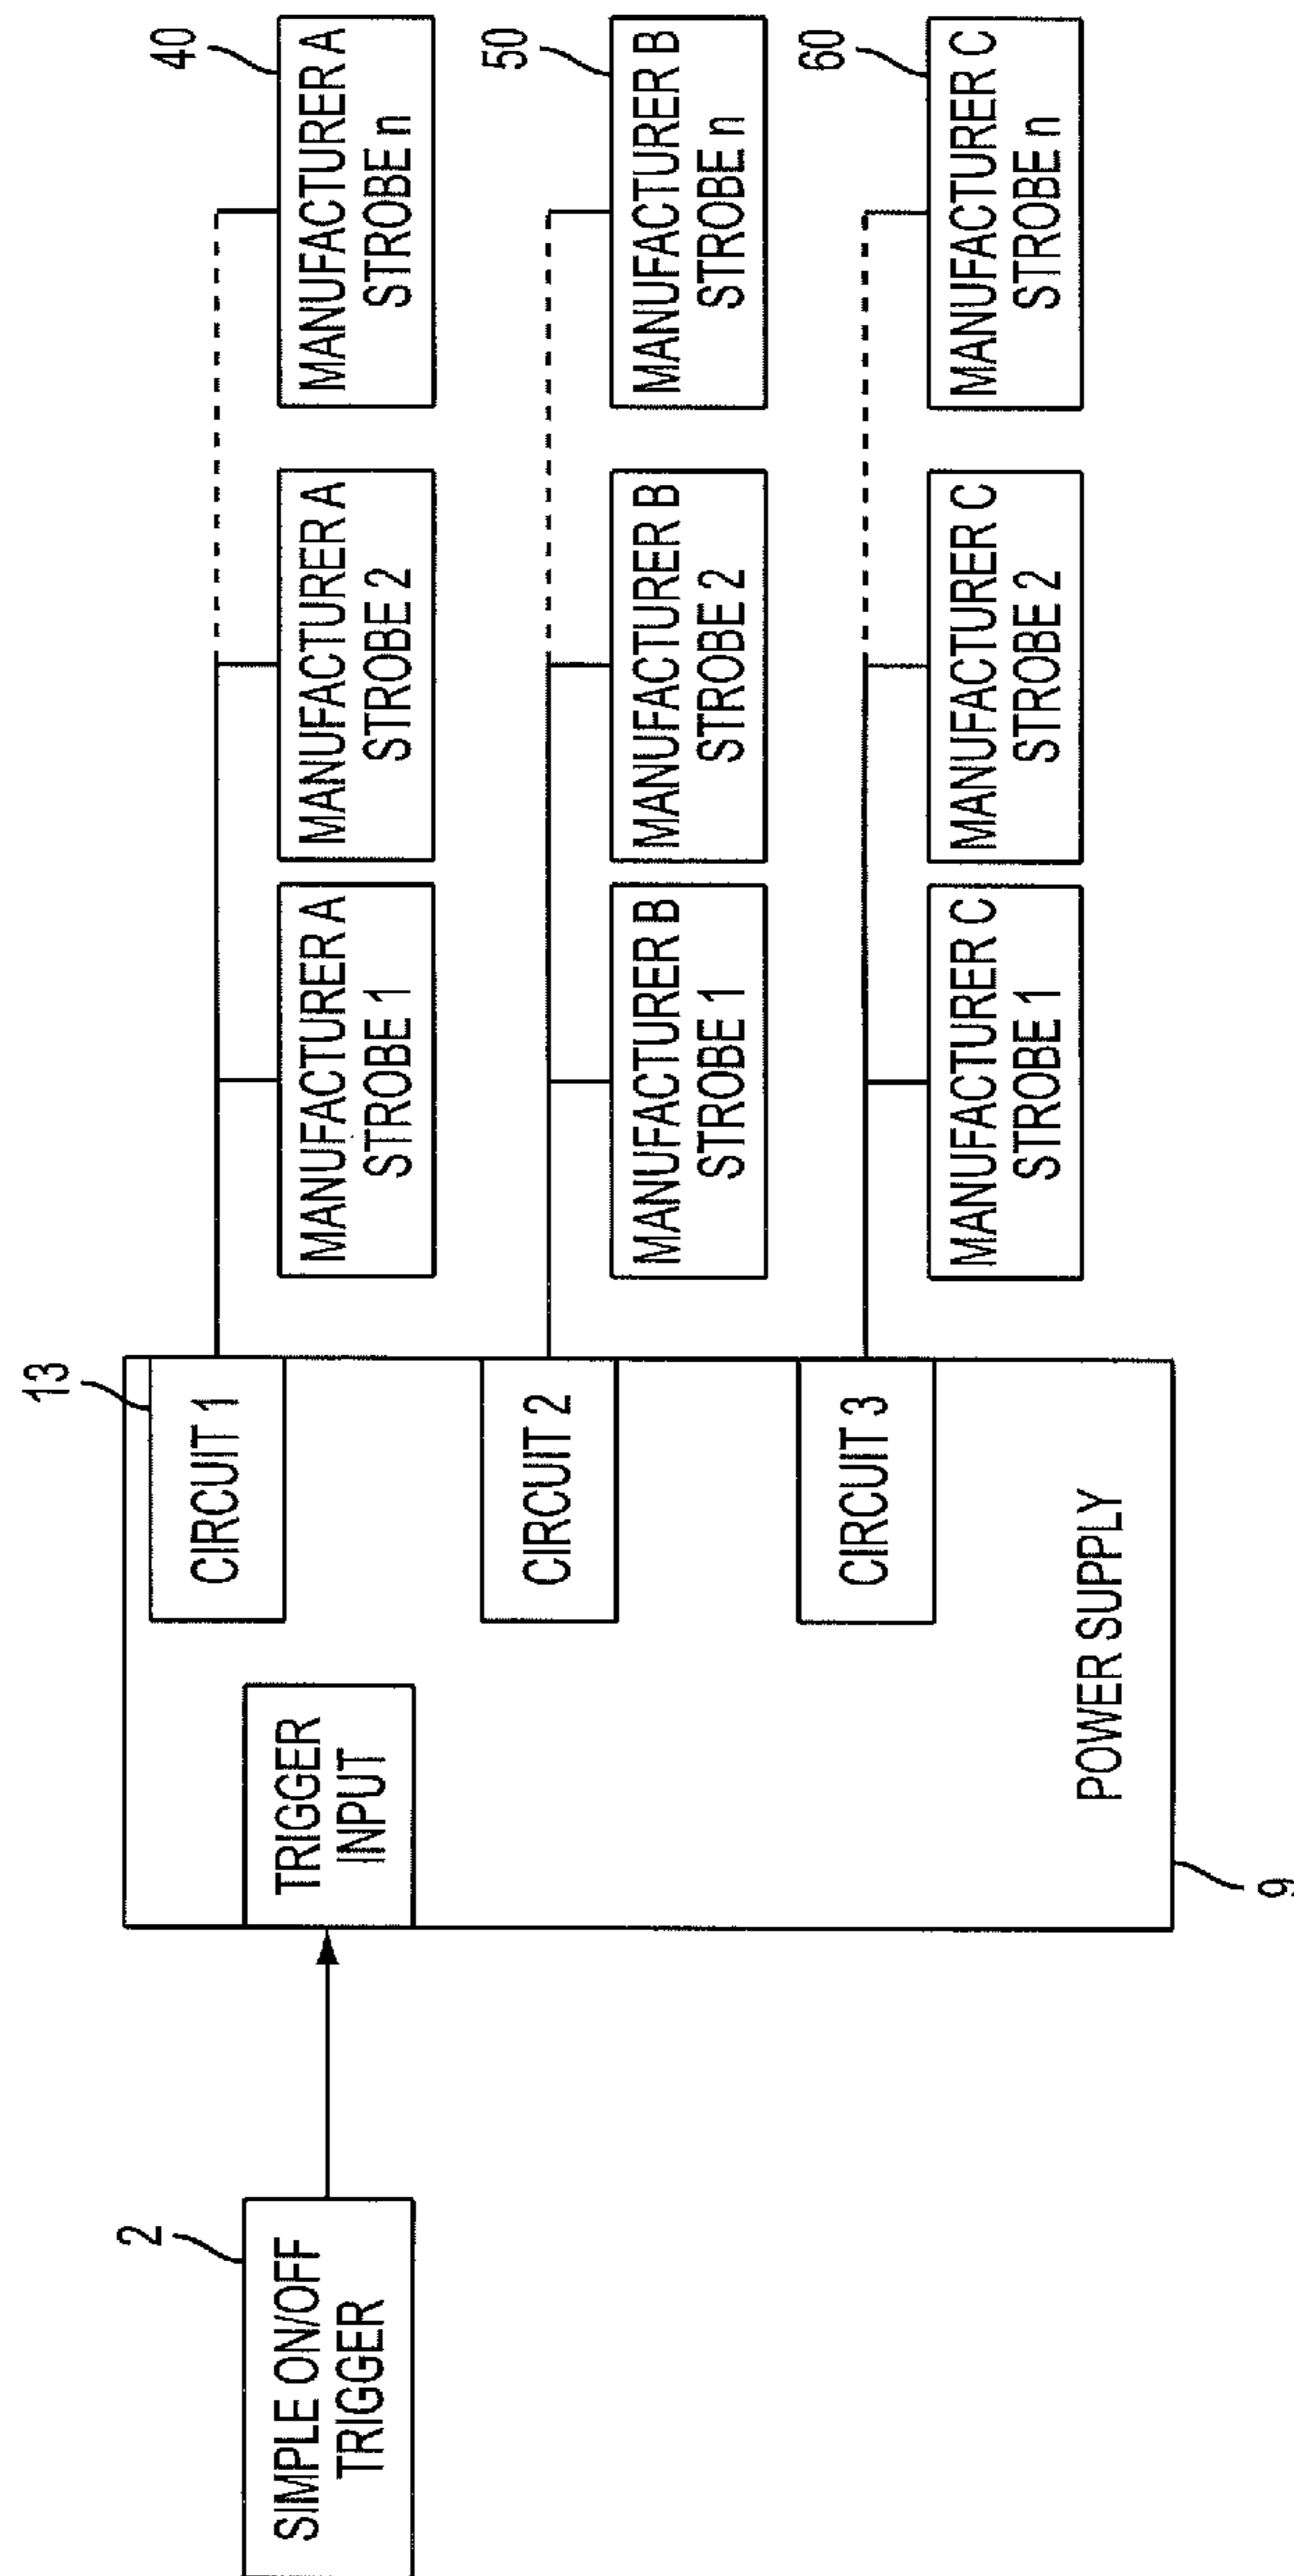 2
SIMPLE ON/OFF
TRIGGER
TRIGGER
INPUT
POWER SUPPLY
9
13
CIRCUIT 1
CIRCUIT 2
CIRCUIT 3
MANUFACTURER A
STROBE 1
MANUFACTURER A
STROBE 2
40
MANUFACTURER A
STROBE n
MANUFACTURER B
STROBE 1
MANUFACTURER B
STROBE 2
50
MANUFACTURER B
STROBE n
MANUFACTURER C
STROBE 1
MANUFACTURER C
STROBE 2
60
MANUFACTURER C
STROBE n